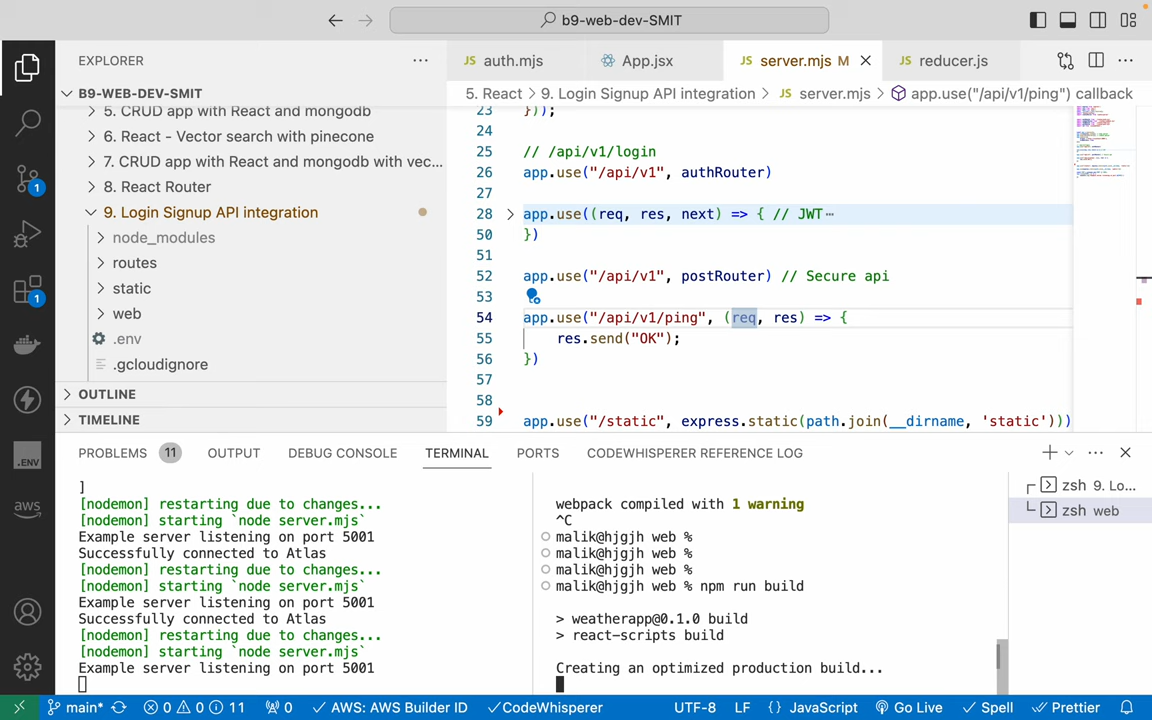 b9-web-dev-SMIT
EXPLORER
B9-WEB-DEV-SMIT
5. CRUD app with React and mongodb
6. React - Vector search with pinecone
7. CRUD app with React and mongodb with vec...
8. React Router
9. Login Signup API integration
node_modules
routes
static
web
.env
.gcloudignore
OUTLINE
TIMELINE
JS auth.mjs
App.jsx
JS server.mjs M
JS reducer.js
5. React > 9. Login Signup API integration > JS server.mjs > app.use("/api/v1/ping") callback
23 }));
24
25 // /api/v1/login
26 app.use("/api/v1", authRouter)
27
28 app.use((req, res, next) => { // JWT⋯
50 })
51
52 app.use("/api/v1", postRouter) // Secure api
53
54 app.use("/api/v1/ping", (req, res) => {
55 res.send("OK");
56 })
57
58
59 app.use("/static", express.static(path.join(__dirname, 'static')))
PROBLEMS 11 OUTPUT DEBUG CONSOLE TERMINAL PORTS CODEWHISPERER REFERENCE LOG
]
[nodemon] restarting due to changes...
[nodemon] starting `node server.mjs`
Example server listening on port 5001
Successfully connected to Atlas
[nodemon] restarting due to changes...
[nodemon] starting `node server.mjs`
Example server listening on port 5001
Successfully connected to Atlas
[nodemon] restarting due to changes...
[nodemon] starting `node server.mjs`
Example server listening on port 5001
webpack compiled with 1 warning
^C
malik@hjgjh web %
malik@hjgjh web %
malik@hjgjh web %
malik@hjgjh web % npm run build
> weatherapp@0.1.0 build
> react-scripts build
Creating an optimized production build...
zsh 9. Lo...
zsh web
1
1
.ENV
aws
main* 0 0 11 0 AWS: AWS Builder ID CodeWhisperer UTF-8 LF {} JavaScript Go Live Spell Prettier